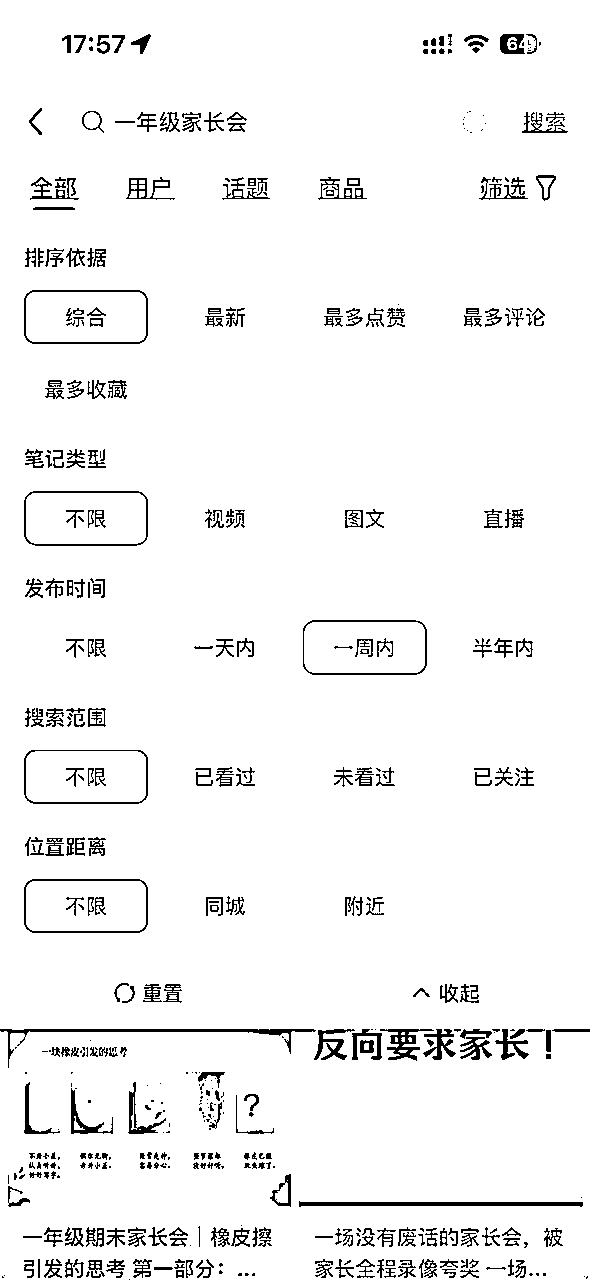 17:57
64
一年级家长会
搜索
全部 用户 话题 商品 筛选
排序依据
综合 最新 最多点赞 最多评论
最多收藏
笔记类型
不限 视频 图文 直播
发布时间
不限 一天内 一周内 半年内
搜索范围
不限 已看过 未看过 已关注
位置距离
不限 同城 附近
重置 收起
一块橡皮引发的思考
?
一年级期末家长会｜橡皮擦
引发的思考 第一部分：...
反向要求家长！
一场没有废话的家长会，被
家长全程录像夸奖 一场...